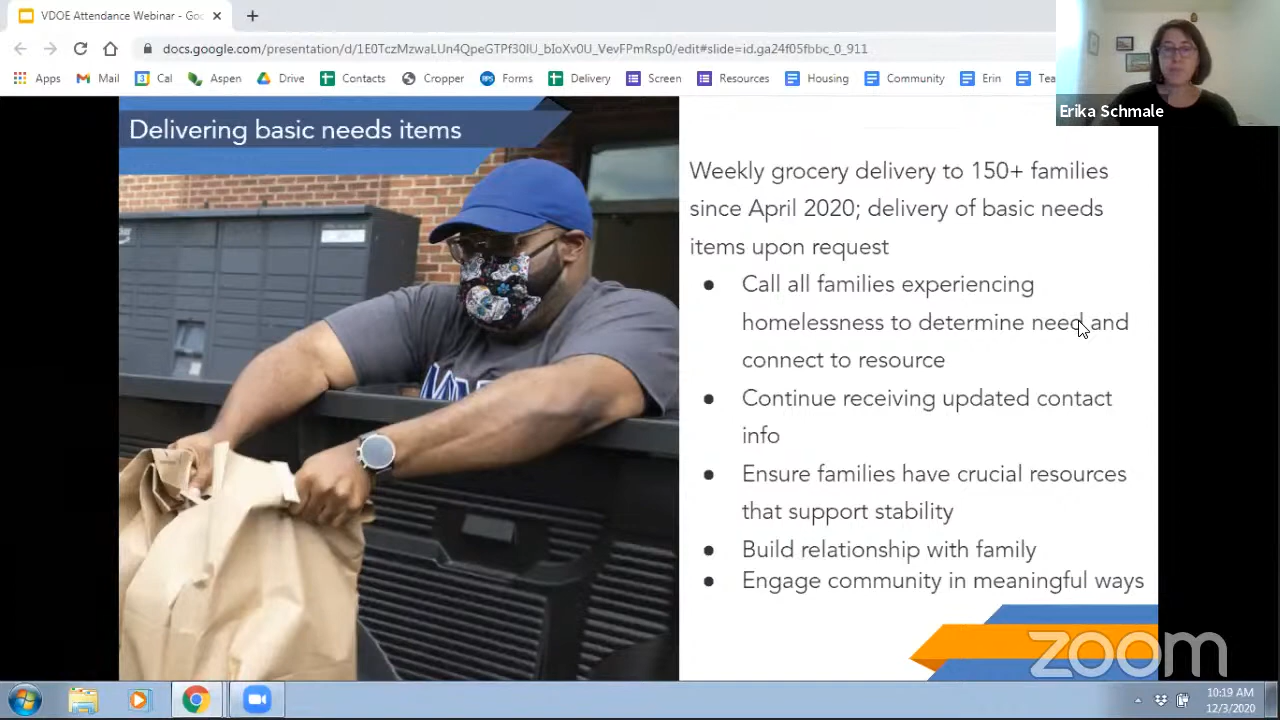 VDOE Attendance Webinar - Goo
docs.google.com/presentation/d/1E0TczMzwaLUn4QpeGTPf30IU_bIoXv0U_VevFPmRsp0/edit#slide=id.ga24f05fbbc_0_911
Apps Mail Cal Aspen Drive Contacts Cropper Forms Delivery Screen Resources Housing Community Erin Tea
Erika Schmale
Delivering basic needs items
Weekly grocery delivery to 150+ families
since April 2020; delivery of basic needs
items upon request
● Call all families experiencing
homelessness to determine need and
connect to resource
● Continue receiving updated contact
info
● Ensure families have crucial resources
that support stability
● Build relationship with family
● Engage community in meaningful ways
zoom
10:19 AM
12/3/2020